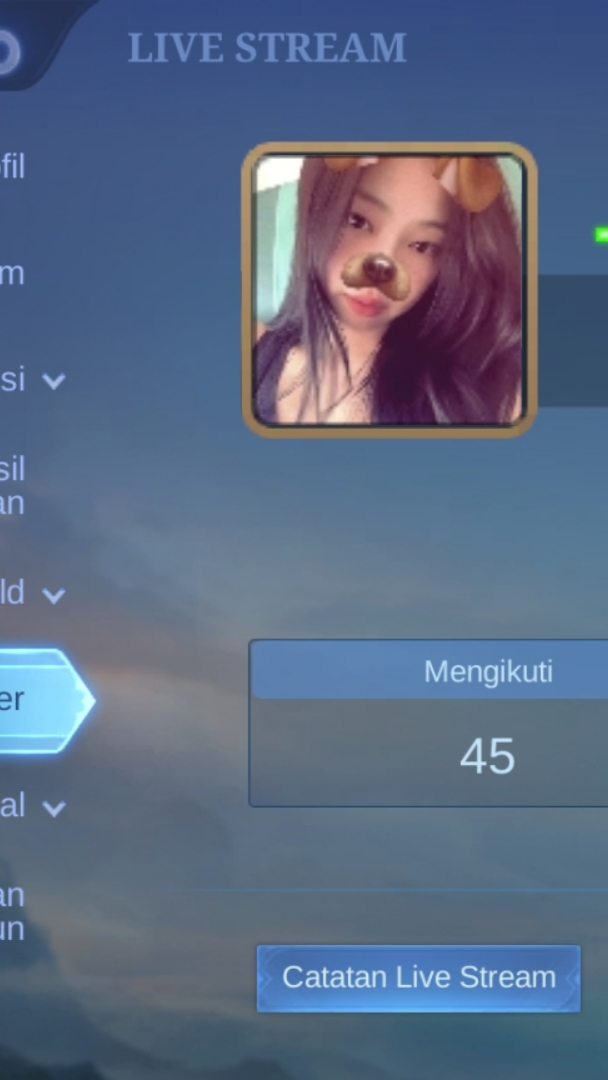 LIVE STREAM
fil
m
si
sil
an
ld
er
al
an
un
Mengikuti
45
Catatan Live Stream